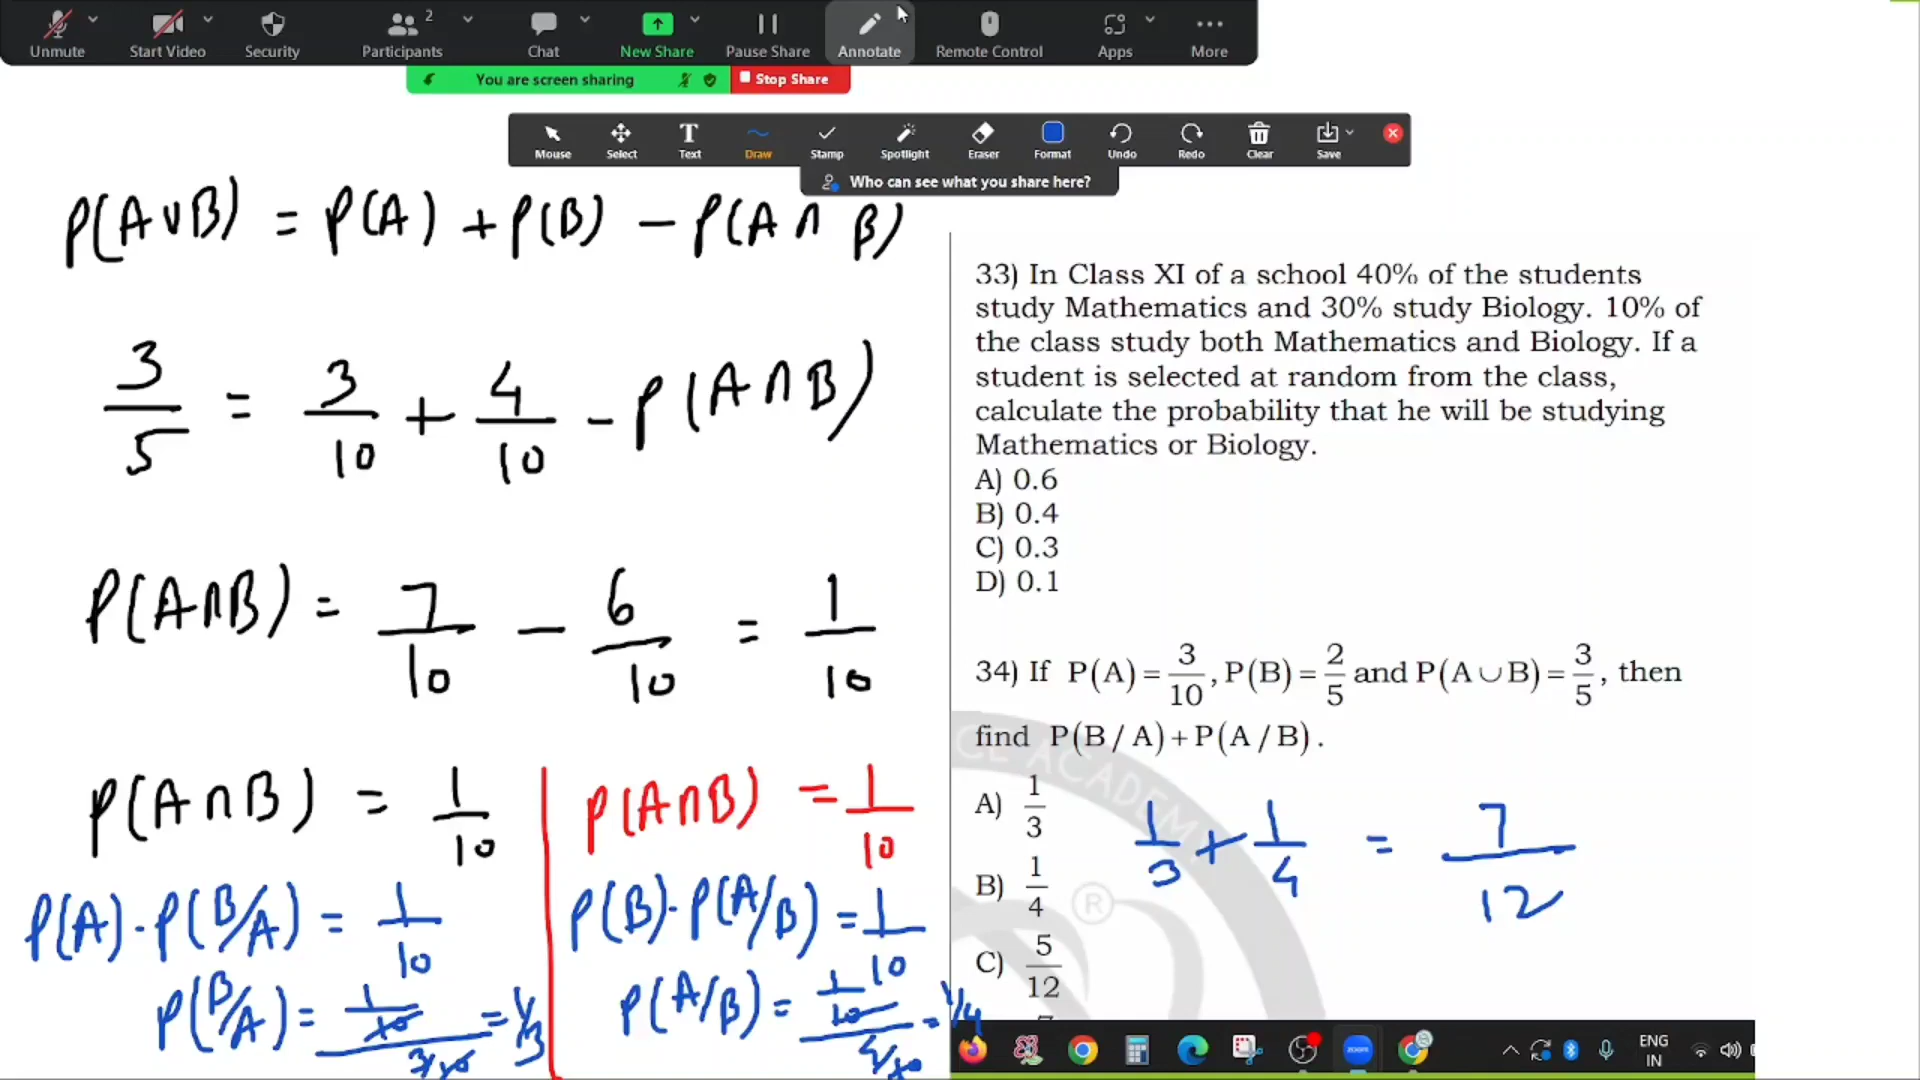 Unmute Start Video Security Participants 2 Chat New Share Pause Share Annotate Remote Control Apps More
You are screen sharing Stop Share
Mouse Select Text Draw Stamp Spotlight Eraser Format Undo Redo Clear Save
Who can see what you share here?
P(A∪B) = P(A) + P(B) - P(A ∩ B)
3/5 = 3/10 + 4/10 - P(A∩B)
P(A∩B) = 7/10 - 6/10 = 1/10
P(A∩B) = 1/10
P(A)·P(B/A) = 1/10
P(B/A) = (1/10)/(3/10) = 1/3
P(A∩B) = 1/10
P(B)·P(A/B) = 1/10
P(A/B) = (1/10)/(4/10) = 1/4
33) In Class XI of a school 40% of the students
study Mathematics and 30% study Biology. 10% of
the class study both Mathematics and Biology. If a
student is selected at random from the class,
calculate the probability that he will be studying
Mathematics or Biology.
A) 0.6
B) 0.4
C) 0.3
D) 0.1
34) If P(A) = 3/10, P(B) = 2/5 and P(A∪B) = 3/5, then
find P(B/A)+P(A/B).
A) 1/3
B) 1/4
C) 5/12
1/3 + 1/4 = 7/12
ACADEMY
®
zoom
ENG
IN